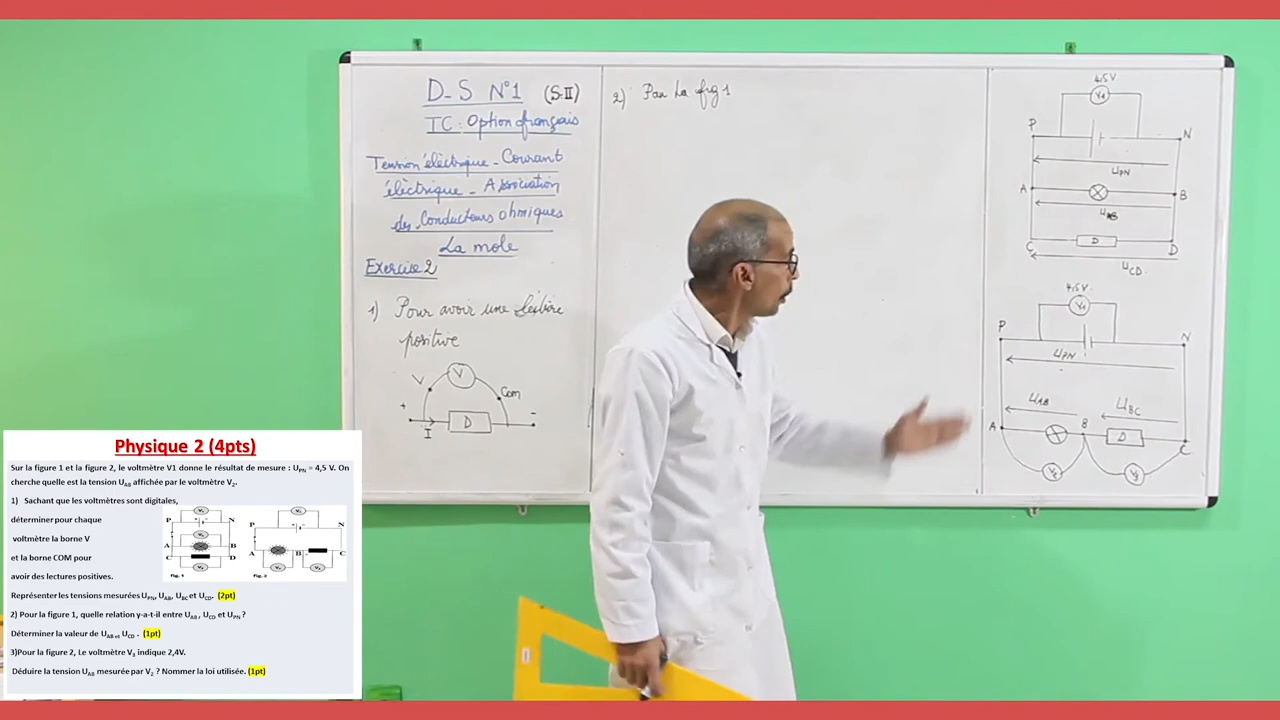 D_S N°1 (S-II)
TC: Option français
Tension électrique _ Courant
électrique _ Association
des Conducteurs ohmiques
La mole
Exercice 2
1) Pour avoir une
positive
V
V
Com
+
-
I
D
2) Pour la fig 1
4,5V
V1
P
N
UPN
A
B
UAB
C
D
D
UCD
4,5V
V1
P
N
UPN
UAB
UBC
A
B
D
C
V2
V3
Physique 2 (4pts)
Sur la figure 1 et la figure 2, le voltmètre V1 donne le résultat de mesure : UPN = 4,5 V. On
cherche quelle est la tension UAB affichée par le voltmètre V2.
1) Sachant que les voltmètres sont digitales,
déterminer pour chaque
voltmètre la borne V
et la borne COM pour
avoir des lectures positives.
P
N
A
B
C
D
fig. 1
P
N
A
B
C
fig. 2
Représenter les tensions mesurées UPN, UAB, UBC et UCD. (2pt)
2) Pour la figure 1, quelle relation y-a-t-il entre UAB , UCD et UPN ?
Déterminer la valeur de UAB et UCD . (1pt)
3)Pour la figure 2, Le voltmètre V3 indique 2,4V.
Déduire la tension UAB mesurée par V2 ? Nommer la loi utilisée. (1pt)